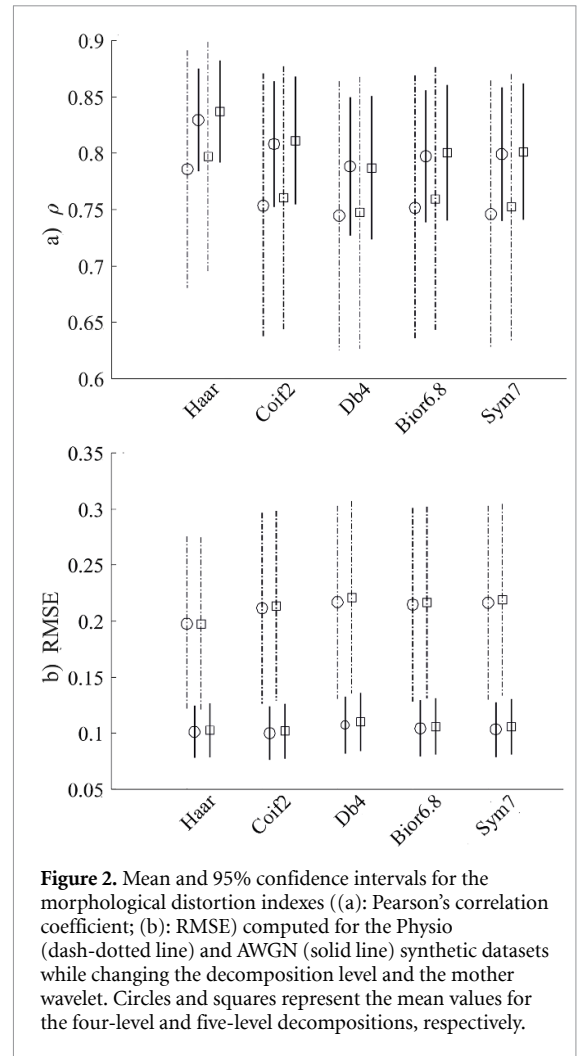 0.9
0.85
0.8
0.75
0.7
0.65
0.6
a) ρ
Haar
Coif2
Db4
Bior6.8
Sym7
0.35
0.3
0.25
0.2
0.15
0.1
0.05
b) RMSE
Haar
Coif2
Db4
Bior6.8
Sym7
Figure 2. Mean and 95% confidence intervals for the
morphological distortion indexes ((a): Pearson's correlation
coefficient; (b): RMSE) computed for the Physio
(dash-dotted line) and AWGN (solid line) synthetic datasets
while changing the decomposition level and the mother
wavelet. Circles and squares represent the mean values for
the four-level and five-level decompositions, respectively.